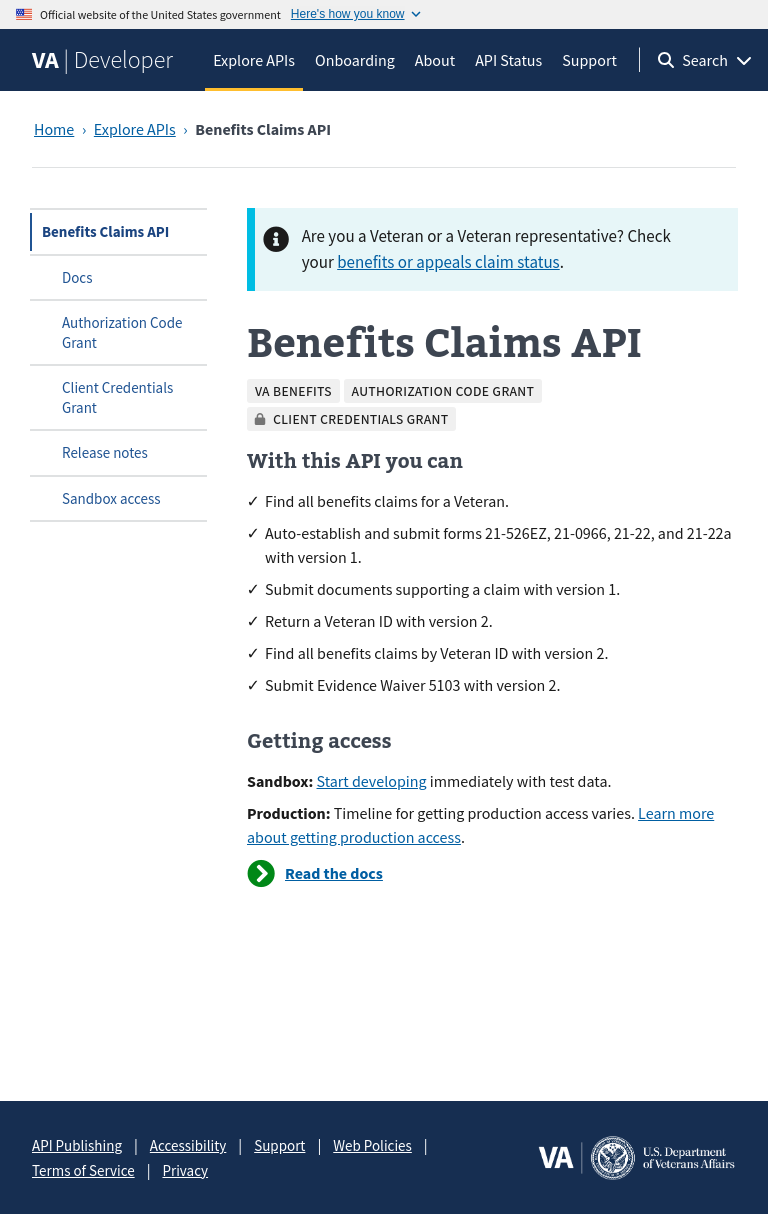 Official website of the United States government Here's how you know
VA | Developer Explore APIs Onboarding About API Status Support Search
Home › Explore APIs › Benefits Claims API
Benefits Claims API
Docs
Authorization Code
Grant
Client Credentials
Grant
Release notes
Sandbox access
Are you a Veteran or a Veteran representative? Check
your benefits or appeals claim status.
Benefits Claims API
VA BENEFITS AUTHORIZATION CODE GRANT
CLIENT CREDENTIALS GRANT
With this API you can
✓ Find all benefits claims for a Veteran.
✓ Auto-establish and submit forms 21-526EZ, 21-0966, 21-22, and 21-22a
with version 1.
✓ Submit documents supporting a claim with version 1.
✓ Return a Veteran ID with version 2.
✓ Find all benefits claims by Veteran ID with version 2.
✓ Submit Evidence Waiver 5103 with version 2.
Getting access
Sandbox: Start developing immediately with test data.
Production: Timeline for getting production access varies. Learn more
about getting production access.
Read the docs
API Publishing | Accessibility | Support | Web Policies |
Terms of Service | Privacy
VA | U.S. Department
of Veterans Affairs